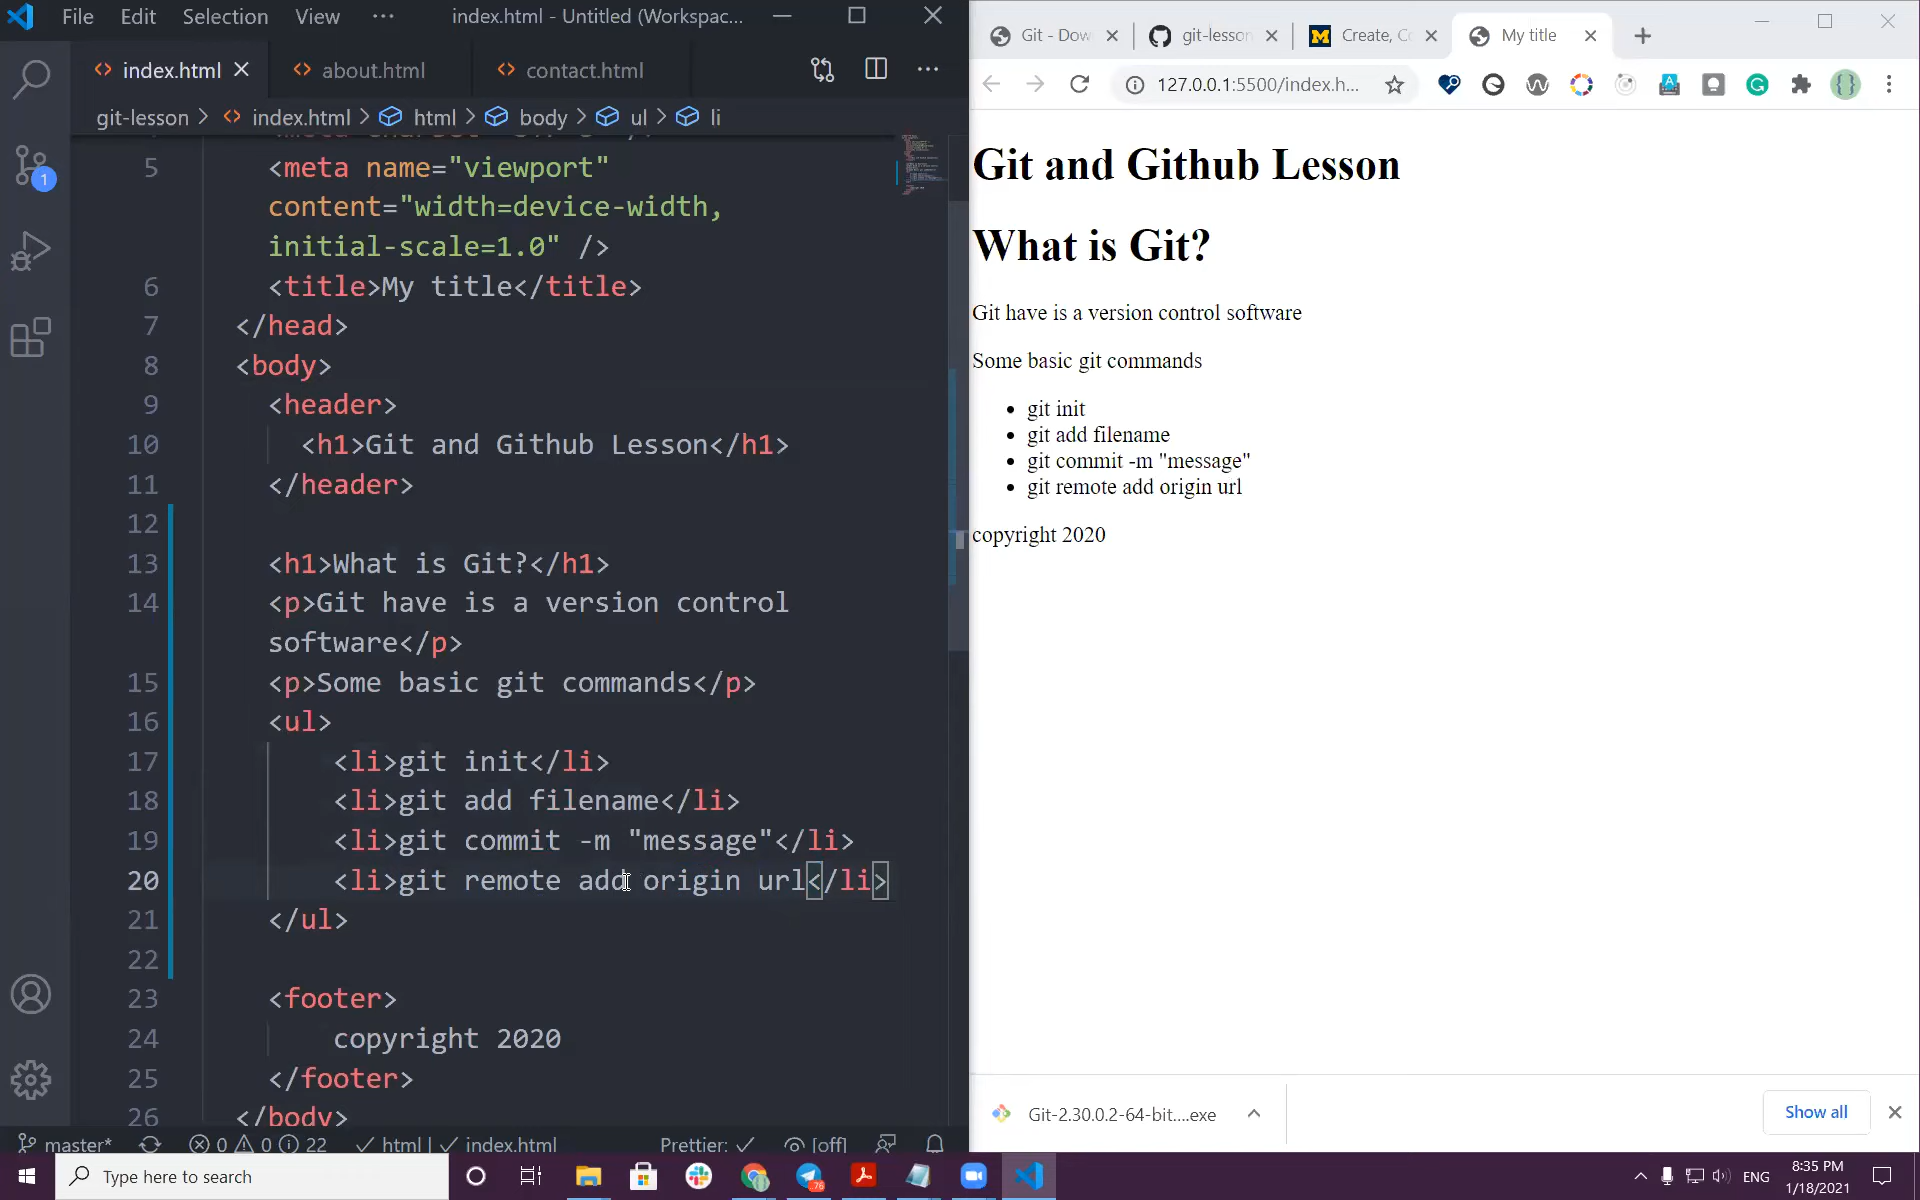 File Edit Selection View ··· index.html - Untitled (Workspac...
index.html about.html contact.html
git-lesson > index.html > html > body > ul > li
5 <meta name="viewport"
content="width=device-width,
initial-scale=1.0" />
6 <title>My title</title>
7 </head>
8 <body>
9 <header>
10 <h1>Git and Github Lesson</h1>
11 </header>
12
13 <h1>What is Git?</h1>
14 <p>Git have is a version control
software</p>
15 <p>Some basic git commands</p>
16 <ul>
17 <li>git init</li>
18 <li>git add filename</li>
19 <li>git commit -m "message"</li>
20 <li>git remote add origin url</li>
21 </ul>
22
23 <footer>
24 copyright 2020
25 </footer>
26 </body>
1
master* 0 0 22 html | index.html Prettier: [off]
Git - Dow git-lesson Create, Co My title
127.0.0.1:5500/index.h...
Git and Github Lesson
What is Git?
Git have is a version control software
Some basic git commands
• git init
• git add filename
• git commit -m "message"
• git remote add origin url
copyright 2020
Git-2.30.0.2-64-bit....exe Show all
Type here to search
76
ENG
8:35 PM
1/18/2021